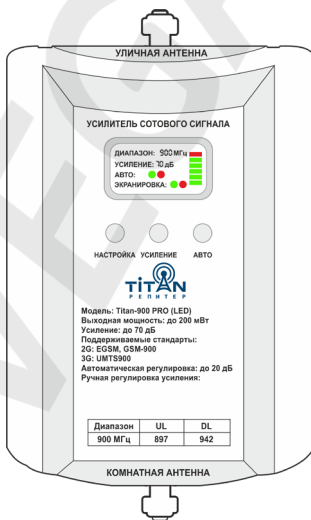 УЛИЧНАЯ АНТЕННА
УСИЛИТЕЛЬ СОТОВОГО СИГНАЛА
ДИАПАЗОН: 900 МГц
УСИЛЕНИЕ: 70 дБ
АВТО:
ЭКРАНИРОВКА:
НАСТРОЙКА УСИЛЕНИЕ АВТО
TiTAN
РЕПИТЕР
Модель: Titan-900 PRO (LED)
Выходная мощность: до 200 мВт
Усиление: до 70 дБ
Поддерживаемые стандарты:
2G: EGSM, GSM-900
3G: UMTS900
Автоматическая регулировка: до 20 дБ
Ручная регулировка усиления:
Диапазон UL DL
900 МГц 897 942
КОМНАТНАЯ АНТЕННА